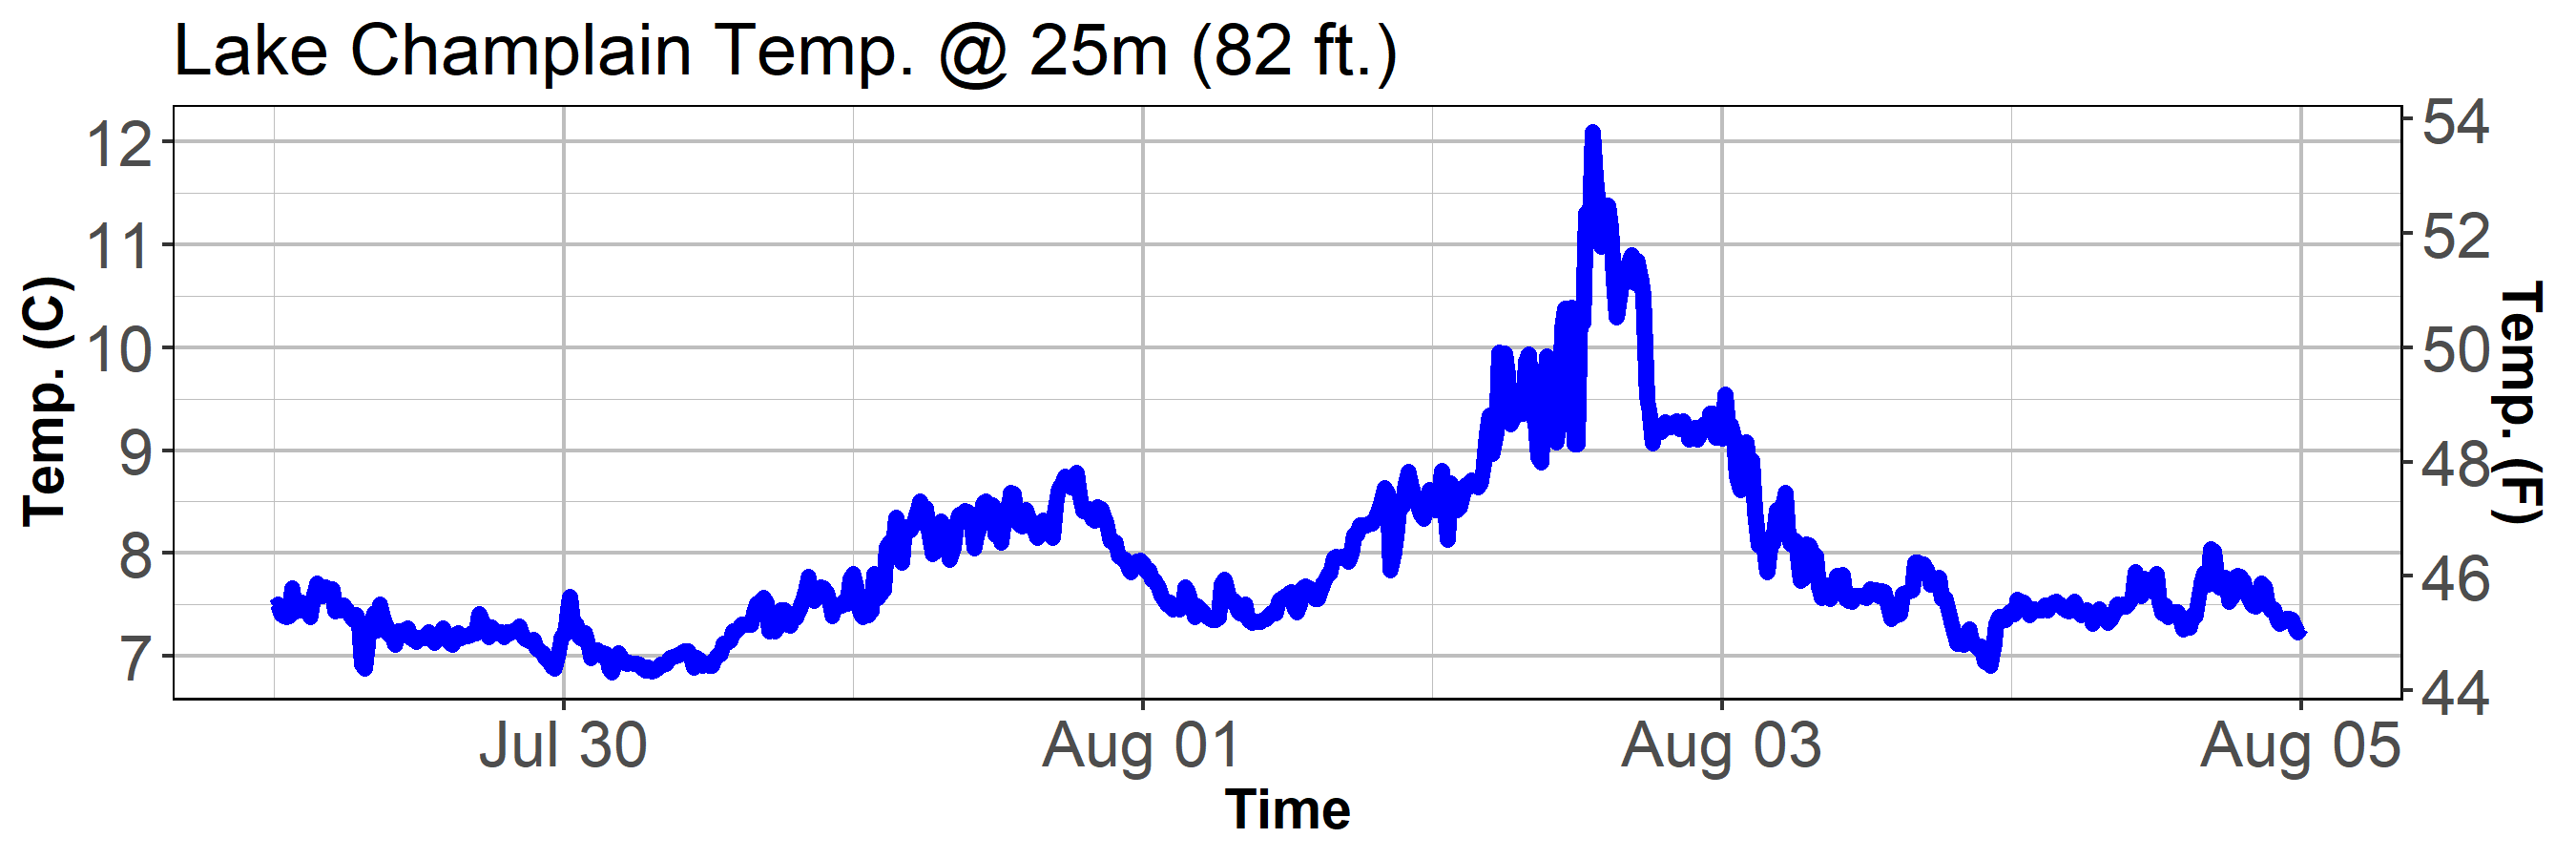 Lake Champlain Temp. @ 25m (82 ft.)
Temp. (C)
12
11
10
9
8
7
54
52
50
48
46
44
Temp. (F)
Jul 30
Aug 01
Aug 03
Aug 05
Time